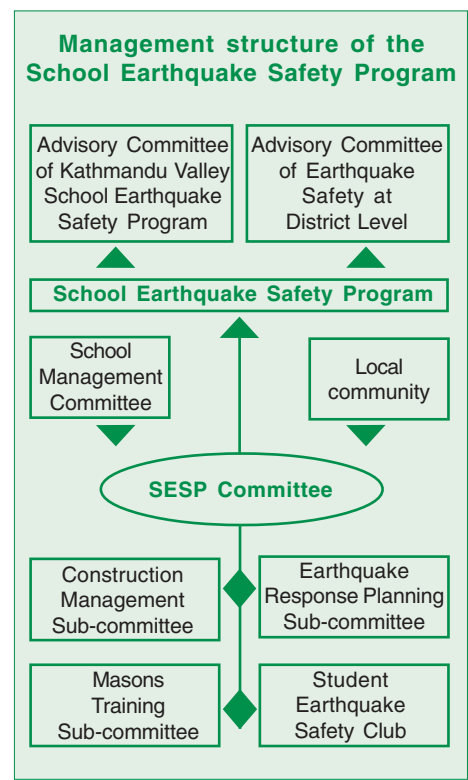 Management structure of the
School Earthquake Safety Program
Advisory Committee
of Kathmandu Valley
School Earthquake
Safety Program
Advisory Committee
of Earthquake
Safety at
District Level
School Earthquake Safety Program
School
Management
Committee
Local
community
SESP Committee
Construction
Management
Sub-committee
Earthquake
Response Planning
Sub-committee
Masons
Training
Sub-committee
Student
Earthquake
Safety Club